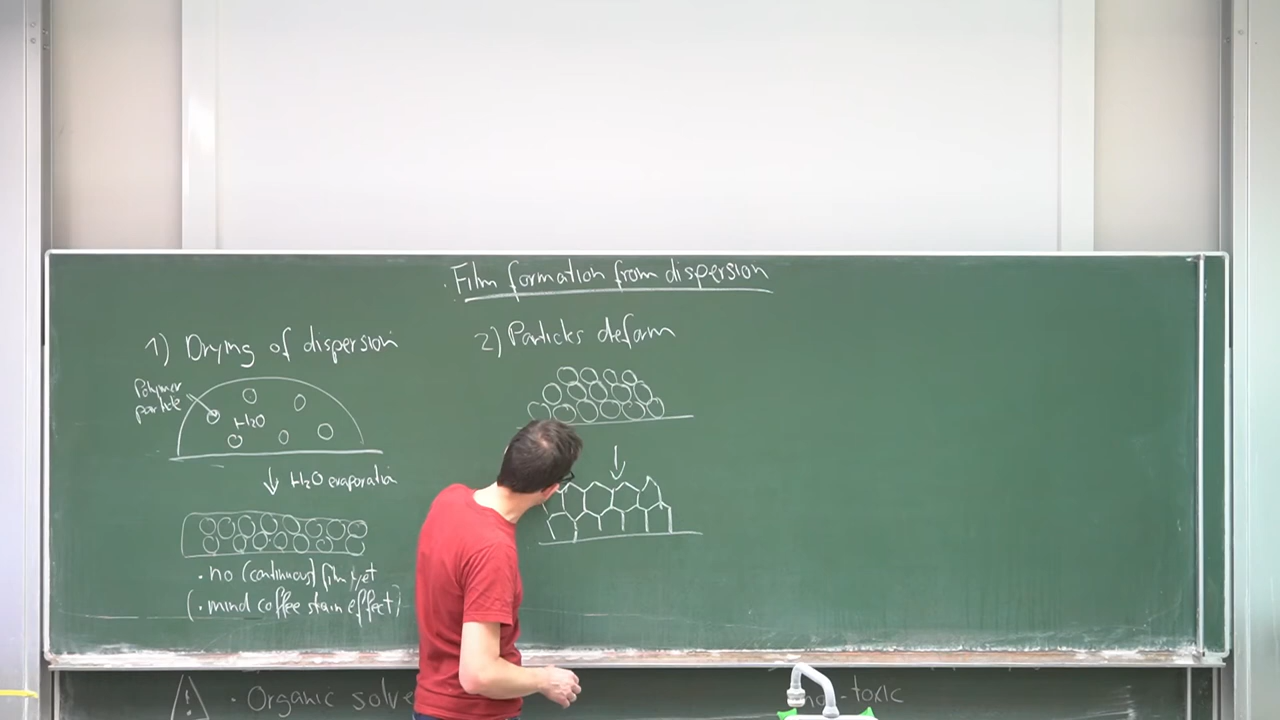 Film formation from dispersion
1) Drying of dispersion
Polymer
particle
H2O
↓ H2O evaporation
. no (continuous) film yet
(. mind coffee stain effect)
2) Particles deform
↓
. Organic solve
-toxic